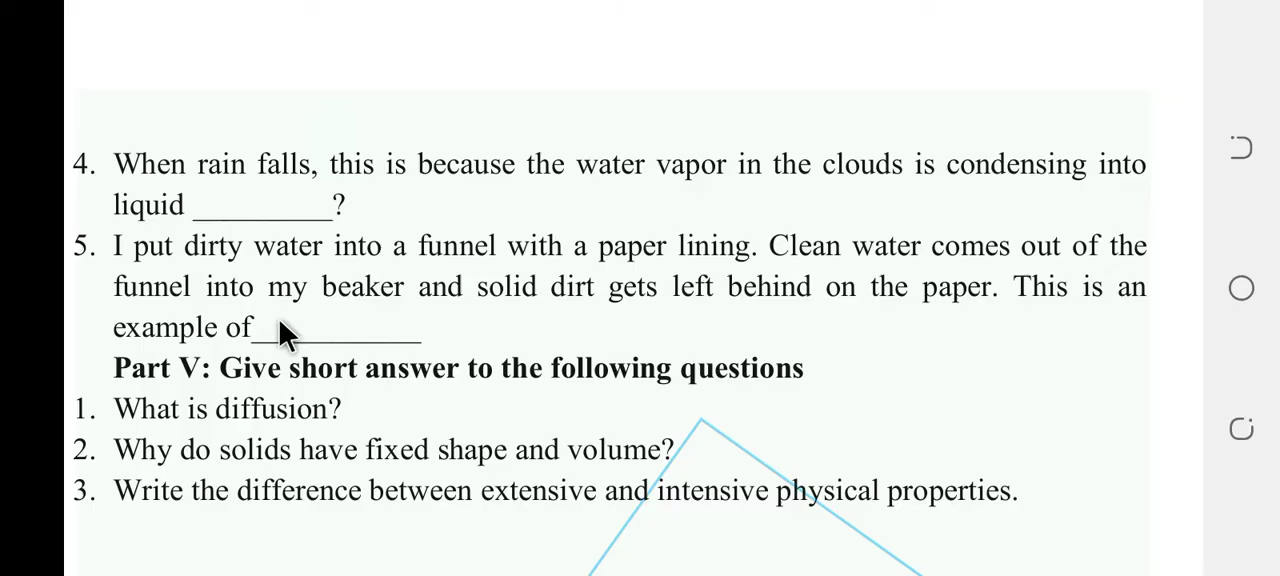 4. When rain falls, this is because the water vapor in the clouds is condensing into
liquid _________?
5. I put dirty water into a funnel with a paper lining. Clean water comes out of the
funnel into my beaker and solid dirt gets left behind on the paper. This is an
example of___________
Part V: Give short answer to the following questions
1. What is diffusion?
2. Why do solids have fixed shape and volume?
3. Write the difference between extensive and intensive physical properties.